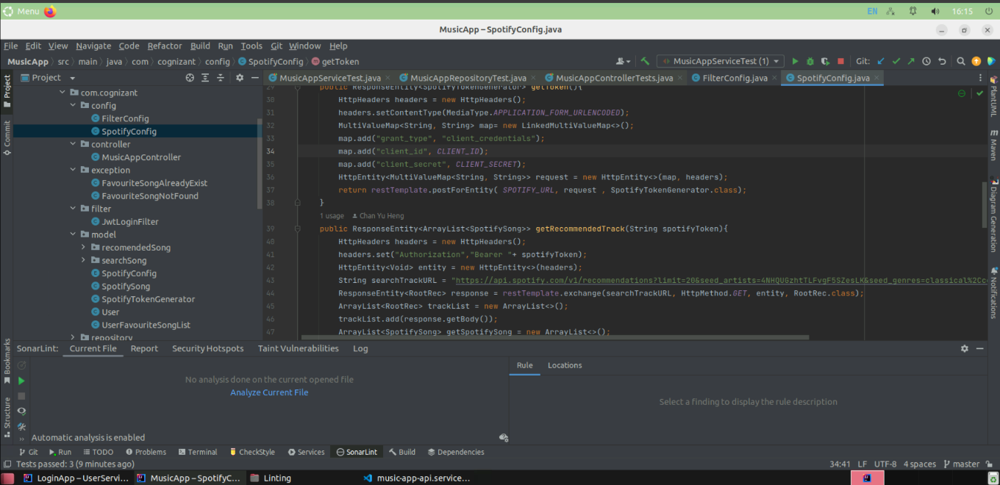 Menu
EN
16:15
MusicApp – SpotifyConfig.java
File Edit View Navigate Code Refactor Build Run Tools Git Window Help
MusicApp src main java com cognizant config SpotifyConfig getToken
MusicAppServiceTest (1)
Git:
Project
MusicAppServiceTest.java MusicAppRepositoryTest.java MusicAppControllerTests.java FilterConfig.java SpotifyConfig.java
com.cognizant
config
FilterConfig
SpotifyConfig
controller
MusicAppController
exception
FavouriteSongAlreadyExist
FavouriteSongNotFound
filter
JwtLoginFilter
model
recomendedSong
searchSong
SpotifyConfig
SpotifySong
SpotifyTokenGenerator
User
UserFavouriteSongList
repository
29 public ResponseEntity<SpotifyTokenGenerator> getToken(){
30 HttpHeaders headers = new HttpHeaders();
31 headers.setContentType(MediaType.APPLICATION_FORM_URLENCODED);
32 MultiValueMap<String, String> map= new LinkedMultiValueMap<>();
33 map.add("grant_type", "client_credentials");
34 map.add("client_id", CLIENT_ID);
35 map.add("client_secret", CLIENT_SECRET);
36 HttpEntity<MultiValueMap<String, String>> request = new HttpEntity<>(map, headers);
37 return restTemplate.postForEntity( SPOTIFY_URL, request , SpotifyTokenGenerator.class);
38 }
1 usage Chan Yu Heng
39 public ResponseEntity<ArrayList<SpotifySong>> getRecommendedTrack(String spotifyToken){
40 HttpHeaders headers = new HttpHeaders();
41 headers.set("Authorization","Bearer "+ spotifyToken);
42 HttpEntity<Void> entity = new HttpEntity<>(headers);
43 String searchTrackURL = "https://api.spotify.com/v1/recommendations?limit=20&seed_artists=4NHQUGzhtTLFvgF5SZesLK&seed_genres=classical%2Cc
44 ResponseEntity<RootRec> response = restTemplate.exchange(searchTrackURL, HttpMethod.GET, entity, RootRec.class);
45 ArrayList<RootRec> trackList = new ArrayList<>();
46 trackList.add(response.getBody());
47 ArrayList<SpotifySong> getSpotifySong = new ArrayList<>();
Project
Commit
Bookmarks
Structure
PlantUML
Maven
Diagram Generation
Notifications
SonarLint: Current File Report Security Hotspots Taint Vulnerabilities Log
No analysis done on the current opened file
Analyze Current File
Automatic analysis is enabled
Rule Locations
Select a finding to display the rule description
Git Run TODO Problems Terminal CheckStyle Services SonarLint Build Dependencies
Tests passed: 3 (9 minutes ago)
34:41 LF UTF-8 4 spaces master
LoginApp – UserServi... MusicApp – SpotifyC... Linting music-app-api.service...